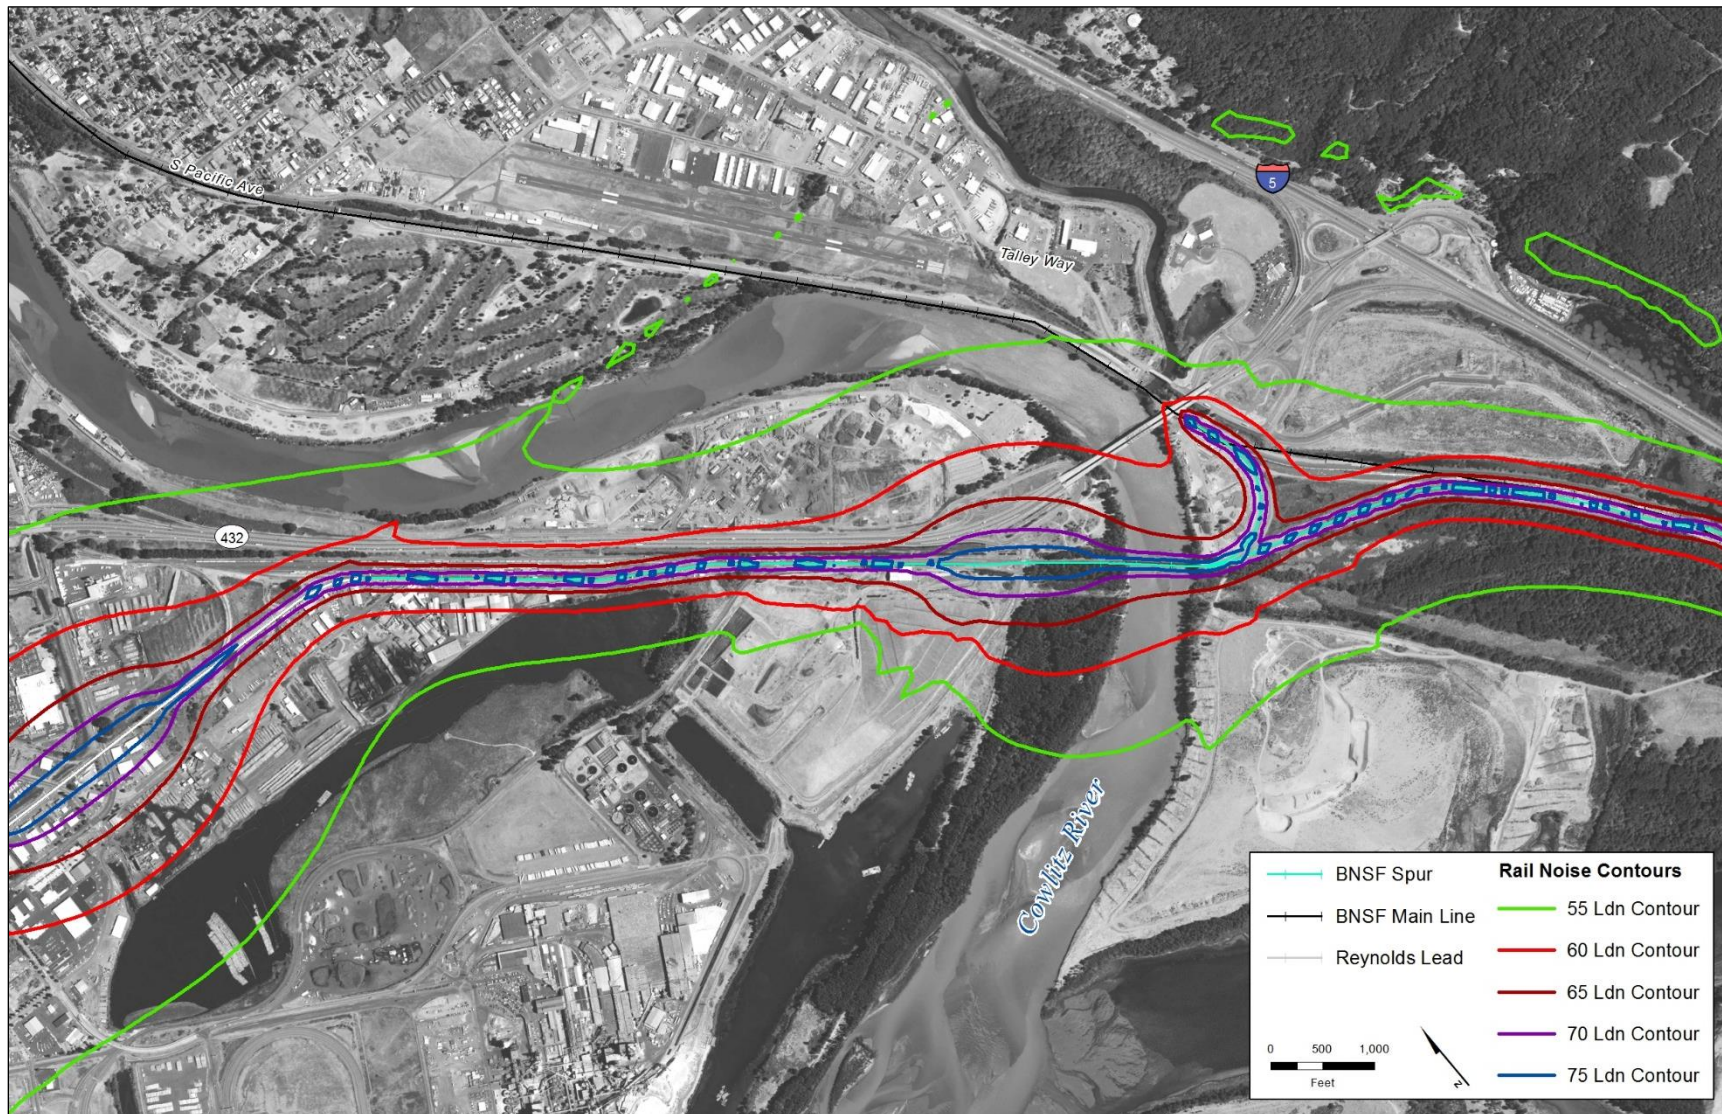 S Pacific Ave
5
Talley Way
432
Cowlitz River
BNSF Spur
BNSF Main Line
Reynolds Lead
0 500 1,000
Feet
N
Rail Noise Contours
55 Ldn Contour
60 Ldn Contour
65 Ldn Contour
70 Ldn Contour
75 Ldn Contour